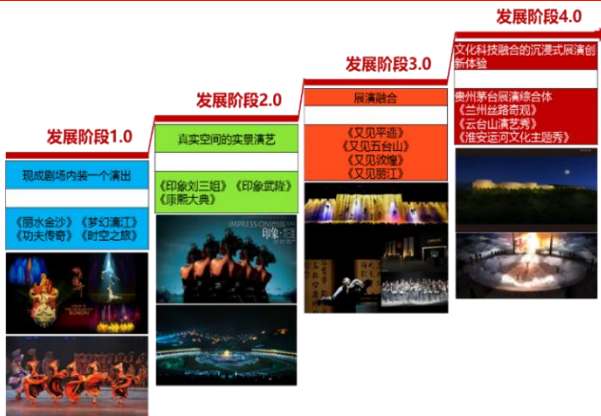 发展阶段1.0
现成剧场内装一个演出
《丽水金沙》《梦幻漓江》
《功夫传奇》《时空之旅》
发展阶段2.0
真实空间的实景演艺
《印象刘三姐》《印象武隆》
《康熙大典》
IMPRESSION
印象
发展阶段3.0
展演融合
《又见平遥》
《又见五台山》
《又见敦煌》
《又见丽江》
发展阶段4.0
文化科技融合的沉浸式展演创
新体验
贵州茅台展演综合体
《兰州丝路奇观》
《云台山演艺秀》
《淮安运河文化主题秀》